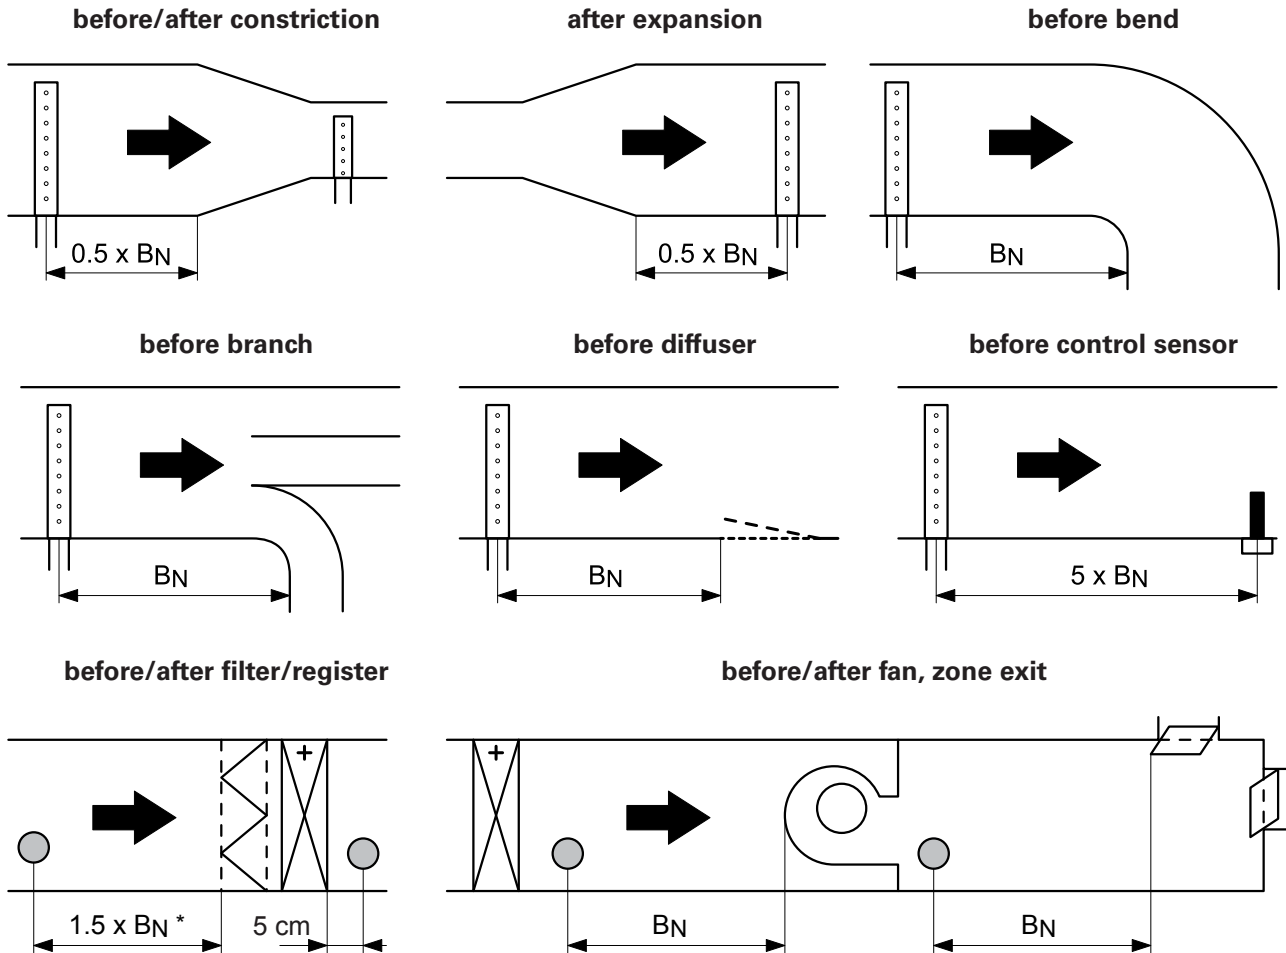 before/after constriction
after expansion
before bend
0.5 x BN
0.5 x BN
BN
before branch
before diffuser
before control sensor
BN
BN
5 x BN
before/after filter/register
before/after fan, zone exit
+
+
1.5 x BN *
5 cm
BN
BN